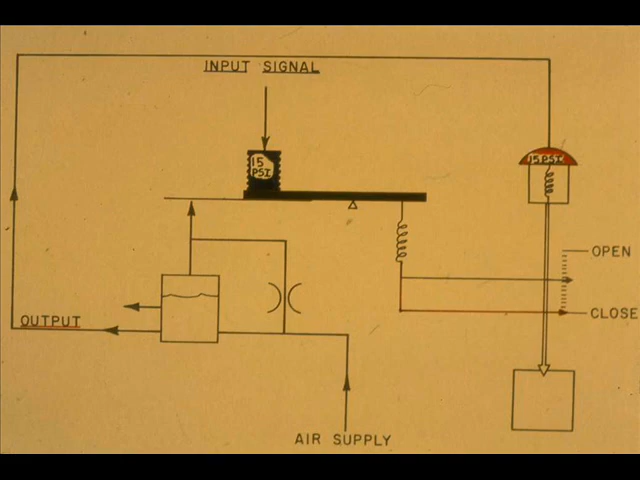 INPUT SIGNAL
15
PSI
15 PSI
OPEN
CLOSE
OUTPUT
AIR SUPPLY